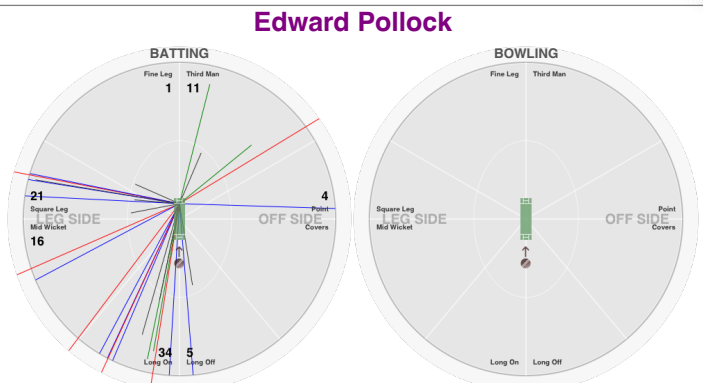 Edward Pollock
BATTING
Fine Leg Third Man
1 11
21
4
Square Leg
Point
LEG SIDE
OFF SIDE
Mid Wicket
Covers
16
34 5
Long On Long Off
BOWLING
Fine Leg Third Man
Square Leg
Point
LEG SIDE
OFF SIDE
Mid Wicket
Covers
Long On Long Off